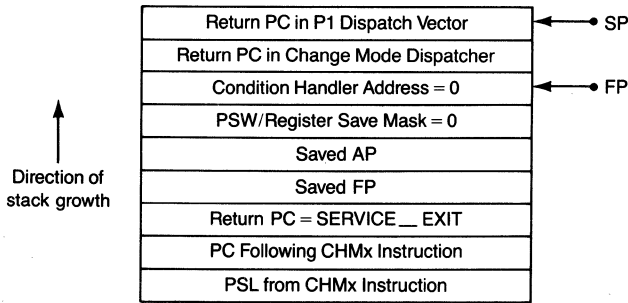 Return PC in P1 Dispatch Vector
SP
Return PC in Change Mode Dispatcher
Condition Handler Address = 0
FP
PSW/Register Save Mask = 0
Saved AP
Direction of
stack growth
Saved FP
Return PC = SERVICE__EXIT
PC Following CHMx Instruction
PSL from CHMx Instruction